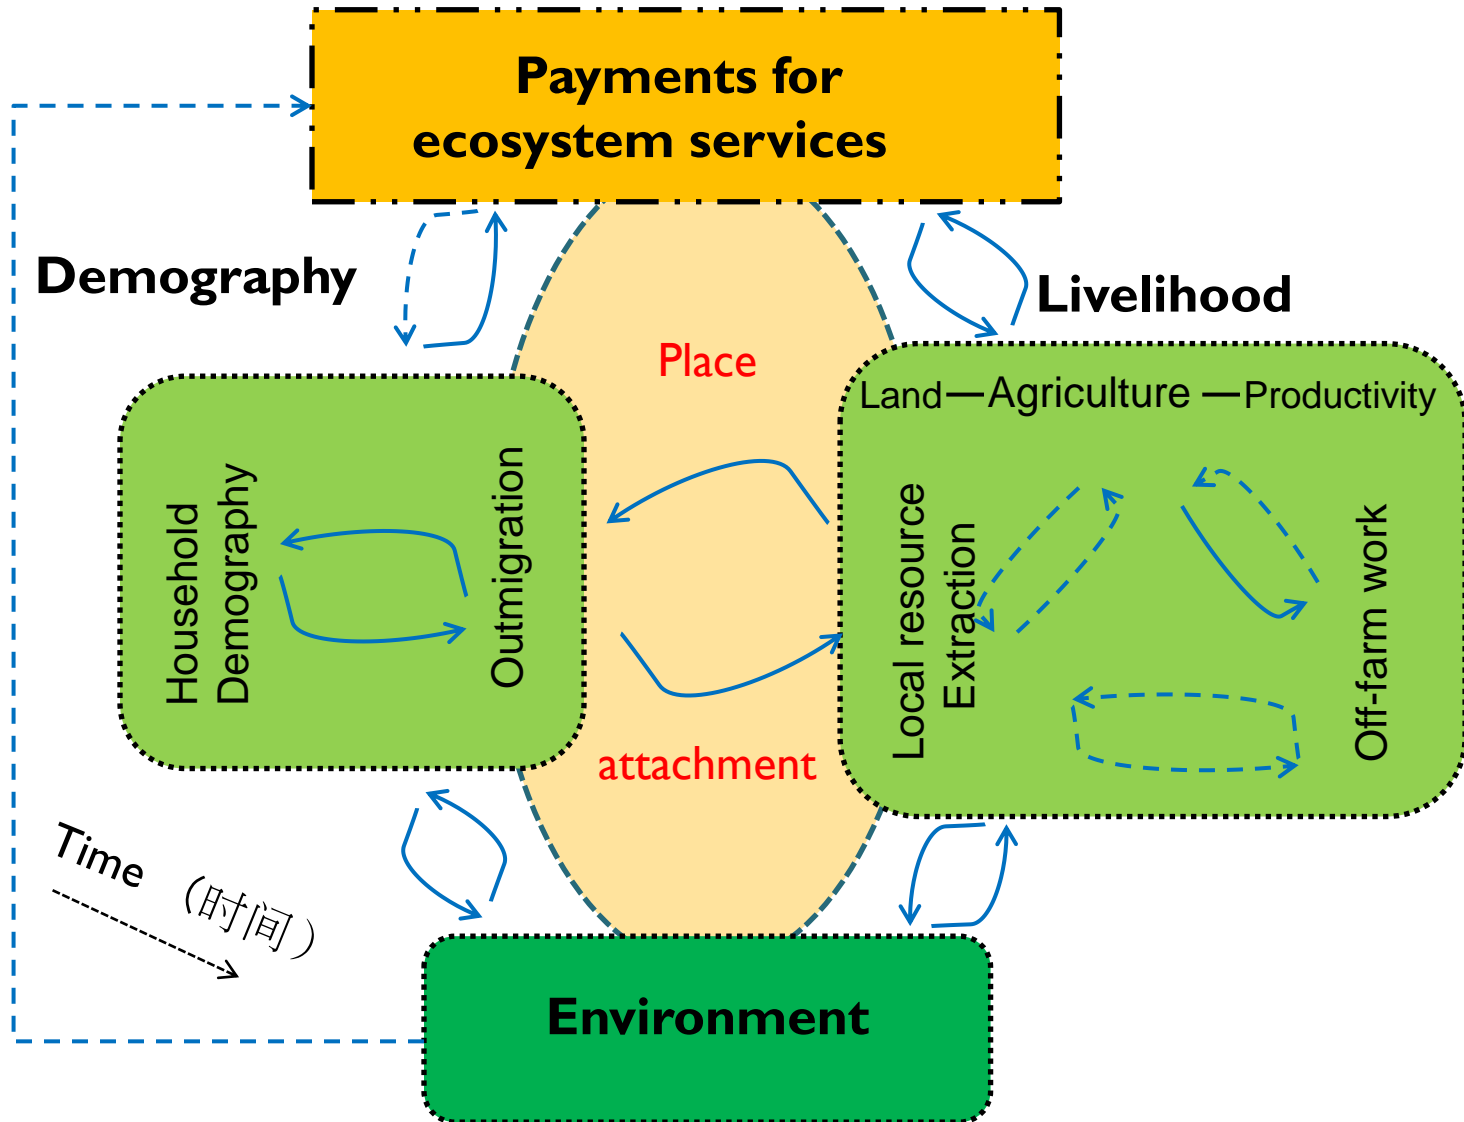 Payments for
ecosystem services
Demography
Livelihood
Place
Land — Agriculture — Productivity
Household
Demography
Outmigration
Local resource
Extraction
Off-farm work
attachment
Time （时间）
Environment